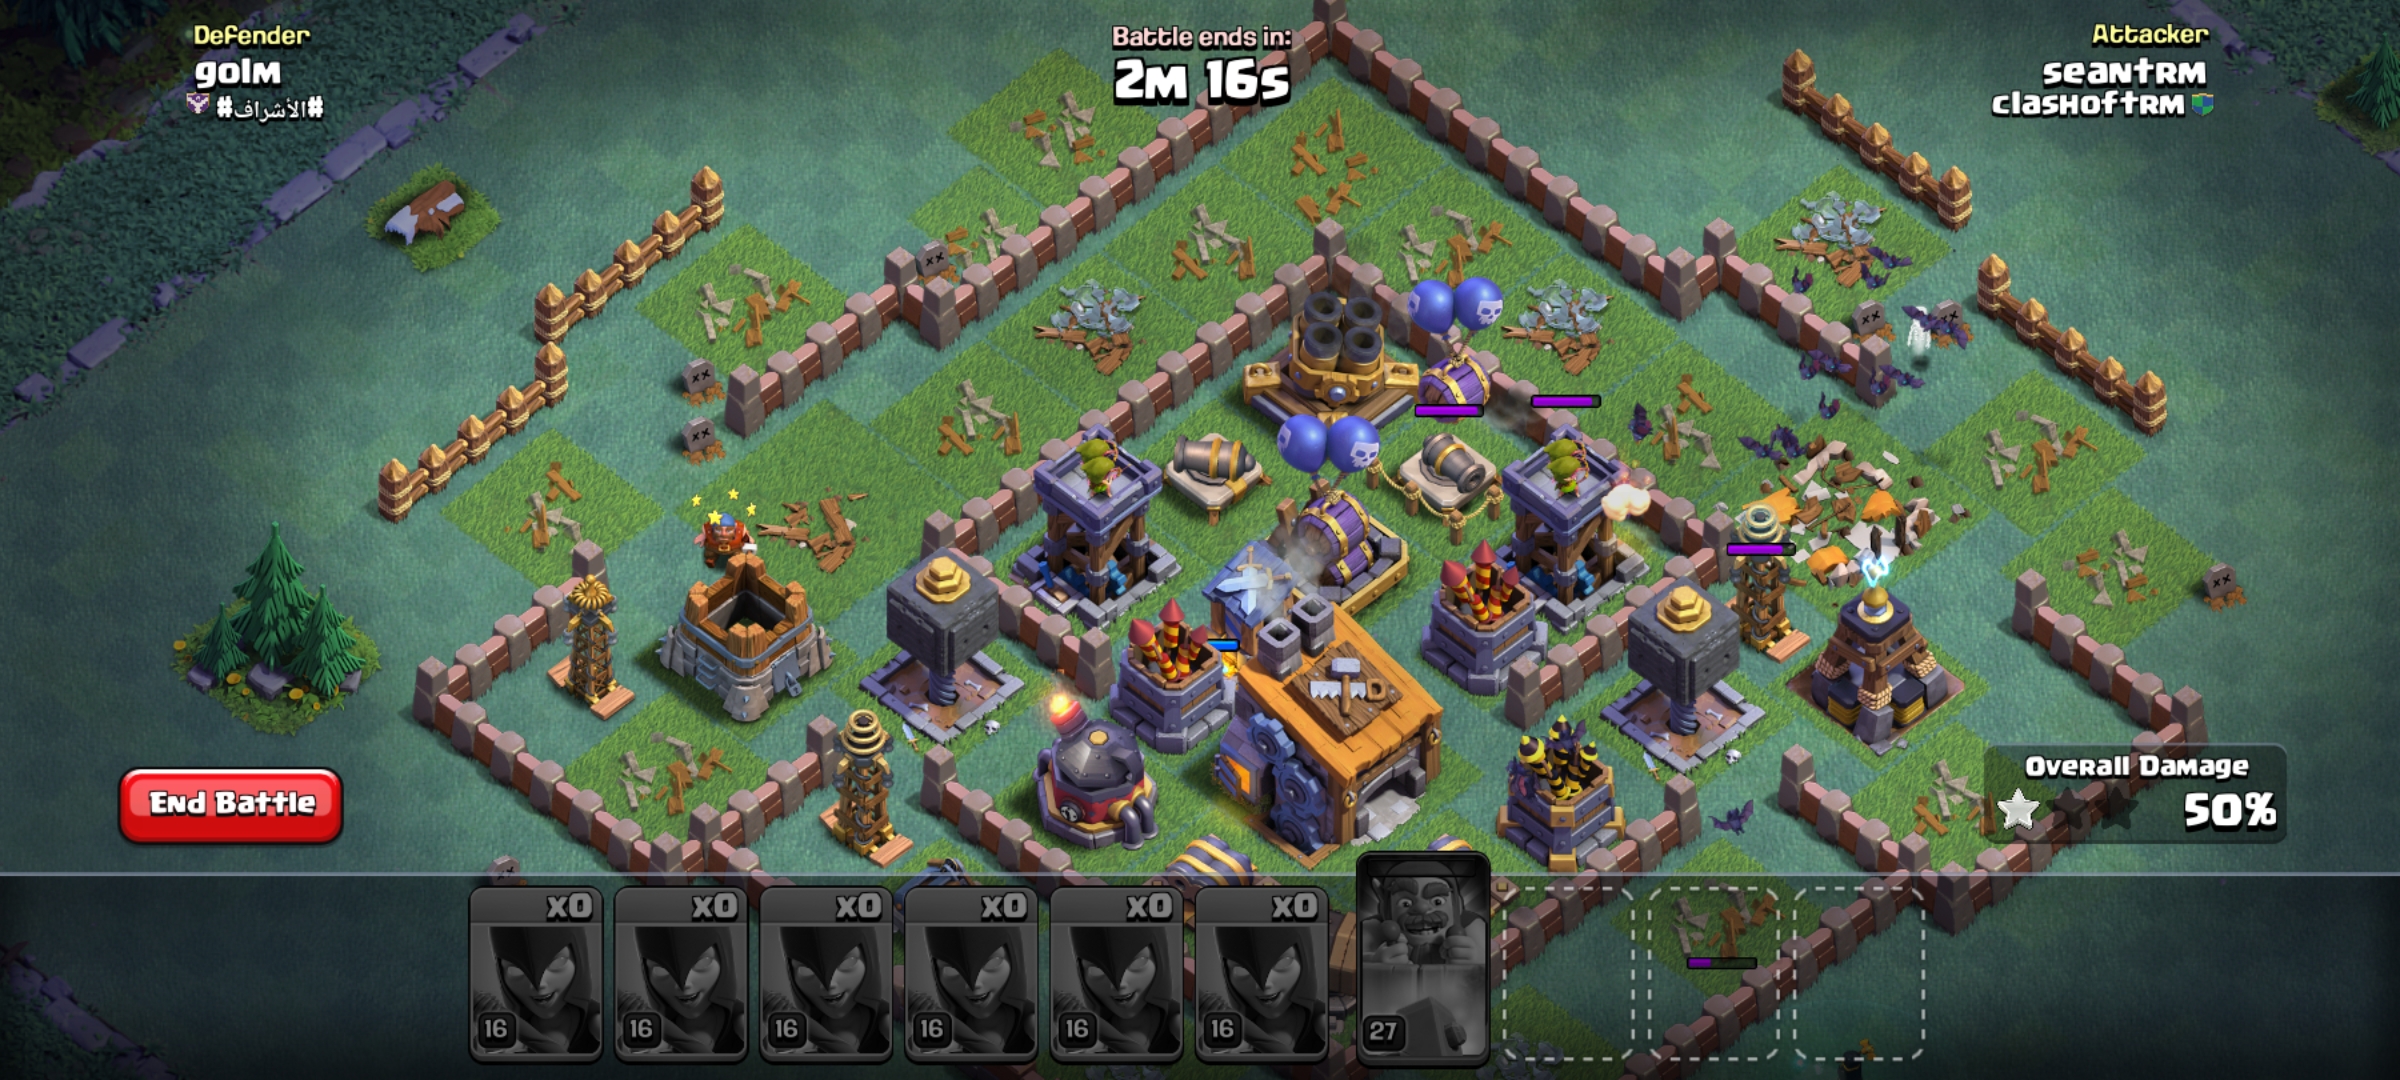 Defender
golm
#الأشراف#
Battle ends in:
2m 16s
Attacker
seantrm
clashoftrm
End Battle
Overall Damage
50%
x0 x0 x0 x0 x0 x0
16 16 16 16 16 16 27